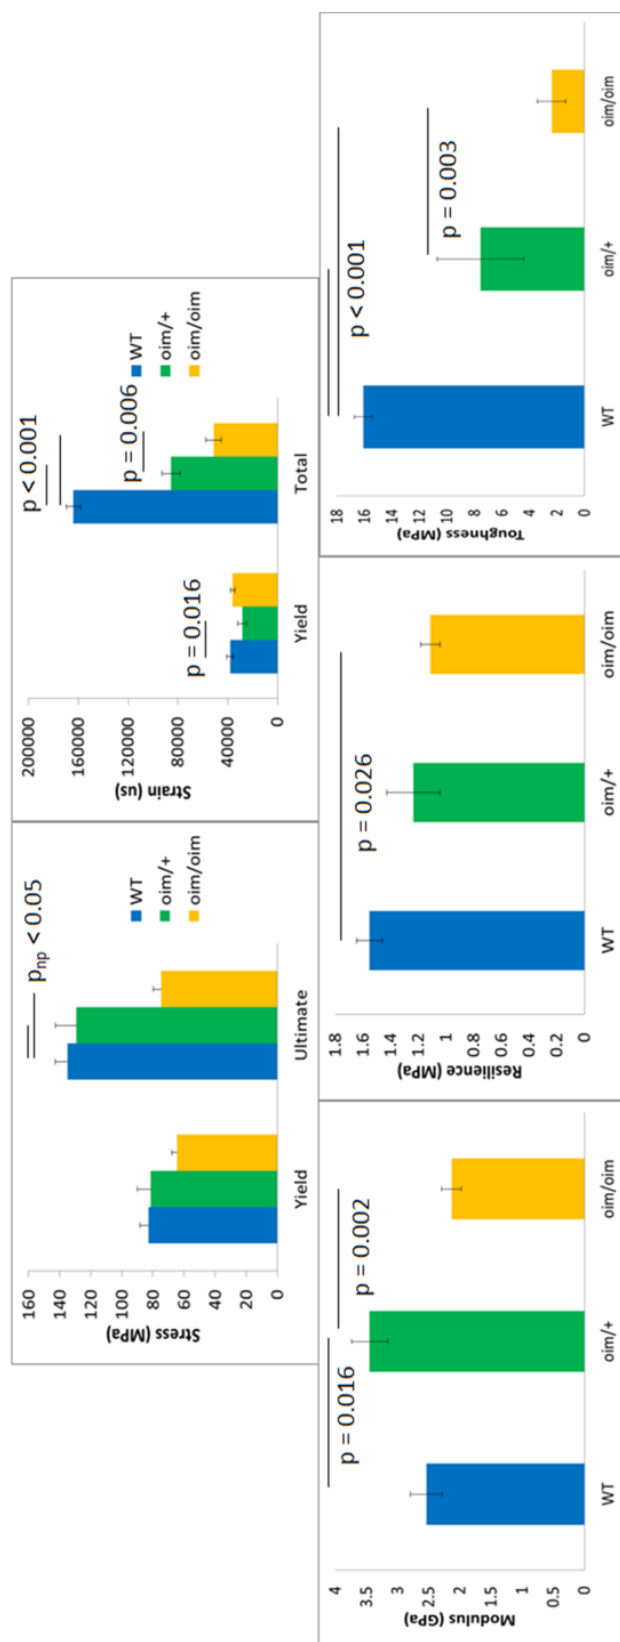 160
140
120
100
80
60
40
20
0
Stress (MPa)
Yield
Ultimate
pnp < 0.05
WT
oim/+
oim/oim
200000
160000
120000
80000
40000
0
Strain (us)
Yield
Total
p = 0.016
p < 0.001
p = 0.006
WT
oim/+
oim/oim
4
3.5
3
2.5
2
1.5
1
0.5
0
Modulus (GPa)
WT
oim/+
oim/oim
p = 0.016
p = 0.002
1.8
1.6
1.4
1.2
1
0.8
0.6
0.4
0.2
0
Resilience (MPa)
WT
oim/+
oim/oim
p = 0.026
18
16
14
12
10
8
6
4
2
0
Toughness (MPa)
WT
oim/+
oim/oim
p < 0.001
p = 0.003